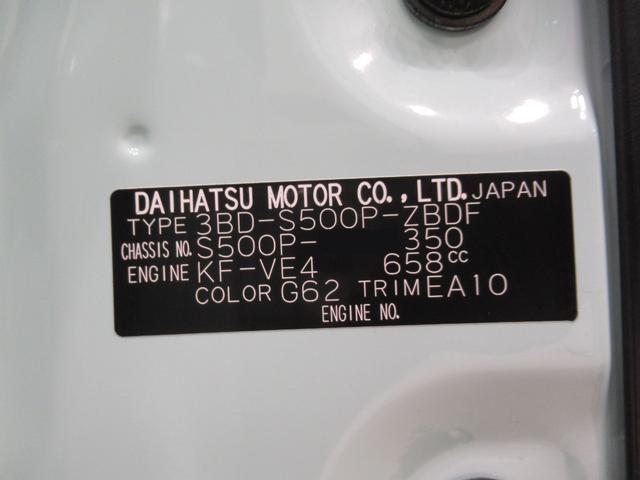 DAIHATSU MOTOR CO.,LTD. JAPAN
TYPE 3BD-S500P-ZBDF
CHASSIS NO. S500P- 350
ENGINE KF-VE4 658cc
COLOR G62 TRIM EA10
ENGINE NO.